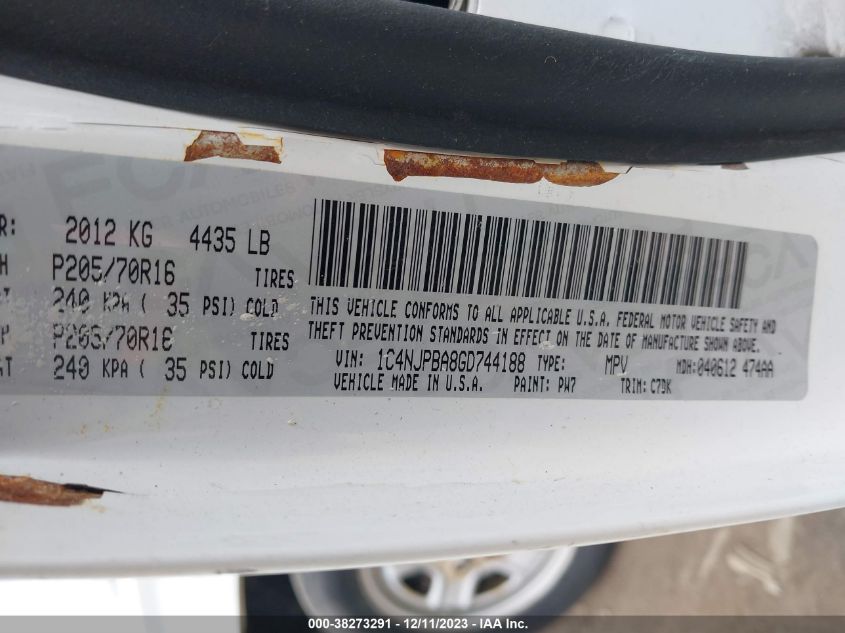 R: 2012 KG 4435 LB
H P205/70R16 TIRES
T 240 KPA ( 35 PSI) COLD
P P205/70R16 TIRES
GT 240 KPA ( 35 PSI) COLD
THIS VEHICLE CONFORMS TO ALL APPLICABLE U.S.A. FEDERAL MOTOR VEHICLE SAFETY AND
THEFT PREVENTION STANDARDS IN EFFECT ON THE DATE OF MANUFACTURE SHOWN ABOVE.
VIN: 1C4NJPBA8GD744188 TYPE: MPV MDH: 040612 474AA
VEHICLE MADE IN U.S.A. PAINT: PW7 TRIM: C7DK
000-38273291 - 12/11/2023 - © IAA, Inc.